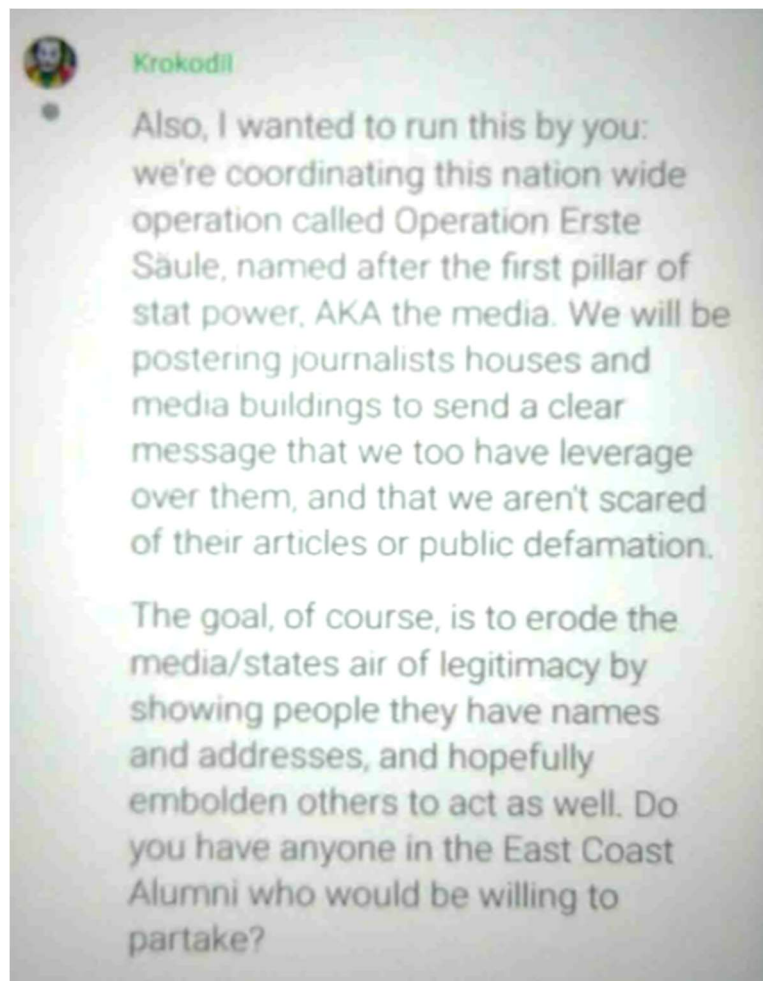 Krokodil
Also, I wanted to run this by you:
we're coordinating this nation wide
operation called Operation Erste
Säule, named after the first pillar of
stat power, AKA the media. We will be
postering journalists houses and
media buildings to send a clear
message that we too have leverage
over them, and that we aren't scared
of their articles or public defamation.
The goal, of course, is to erode the
media/states air of legitimacy by
showing people they have names
and addresses, and hopefully
embolden others to act as well. Do
you have anyone in the East Coast
Alumni who would be willing to
partake?